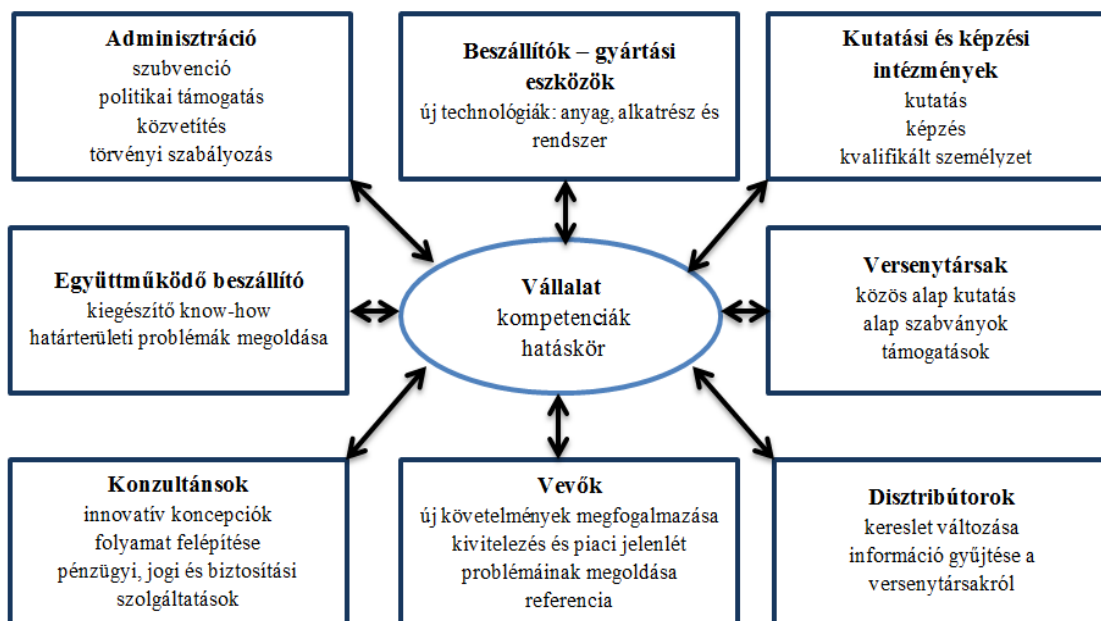 Adminisztráció
szubvenció
politikai támogatás
közvetítés
törvényi szabályozás
Beszállítók – gyártási
eszközök
új technológiák: anyag, alkatrész és
rendszer
Kutatási és képzési
intézmények
kutatás
képzés
kvalifikált személyzet
Együttműködő beszállító
kiegészítő know-how
határterületi problémák megoldása
Vállalat
kompetenciák
hatáskör
Versenytársak
közös alap kutatás
alap szabványok
támogatások
Konzultánsok
innovatív koncepciók
folyamat felépítése
pénzügyi, jogi és biztosítási
szolgáltatások
Vevők
új követelmények megfogalmazása
kivitelezés és piaci jelenlét
problémáinak megoldása
referencia
Disztribútorok
kereslet változása
információ gyűjtése a
versenytársakról